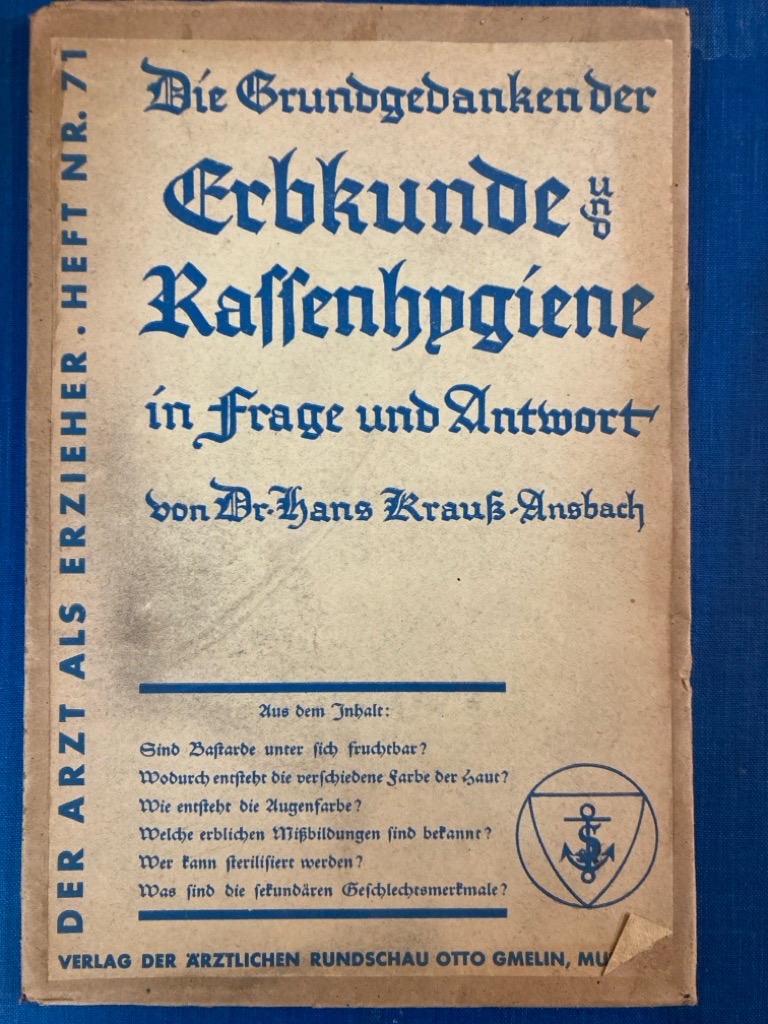 DER ARZT ALS ERZIEHER . HEFT NR. 71
Die Grundgedanken der
Erbkunde und
Rassenhygiene
in Frage und Antwort
von Dr. Hans Krauß-Ansbach
Aus dem Inhalt:
Sind Bastarde unter sich fruchtbar?
Wodurch entsteht die verschiedene Farbe der Haut?
Wie entsteht die Augenfarbe?
Welche erblichen Mißbildungen sind bekannt?
Wer kann sterilisiert werden?
Was sind die sekundären Geschlechtsmerkmale?
VERLAG DER ÄRZTLICHEN RUNDSCHAU OTTO GMELIN, MU